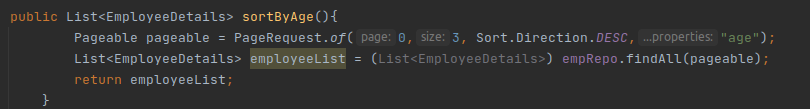 public List<EmployeeDetails> sortByAge(){
Pageable pageable = PageRequest.of( page: 0, size: 3, Sort.Direction.DESC, ...properties: "age");
List<EmployeeDetails> employeeList = (List<EmployeeDetails>) empRepo.findAll(pageable);
return employeeList;
}